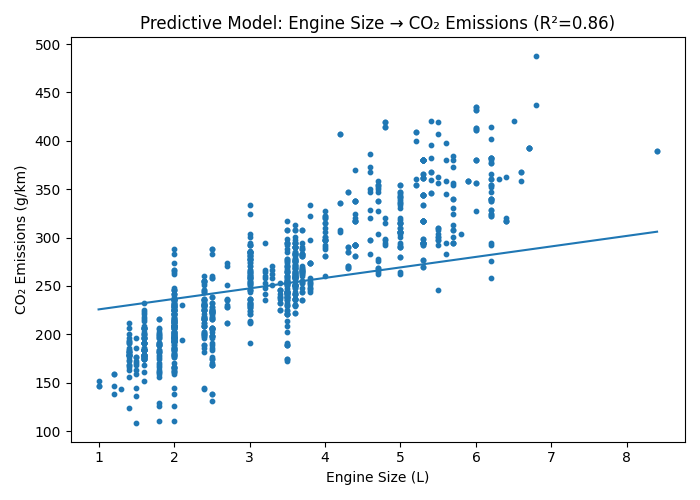 Predictive Model: Engine Size → CO₂ Emissions (R²=0.86)
500
450
400
350
300
250
200
150
100
CO₂ Emissions (g/km)
1 2 3 4 5 6 7 8
Engine Size (L)